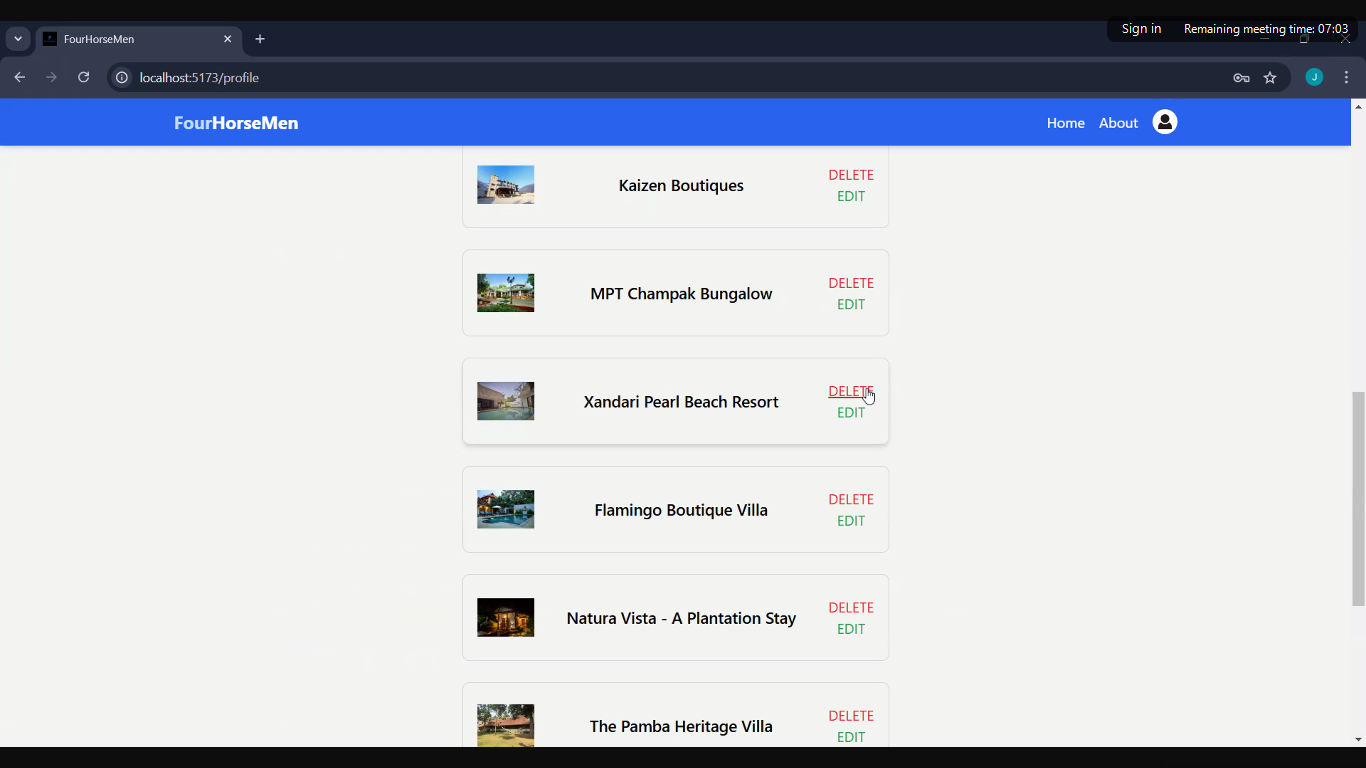 FourHorseMen
Sign in
Remaining meeting time: 07:03
localhost:5173/profile
J
FourHorseMen
Home
About
Kaizen Boutiques
DELETE
EDIT
MPT Champak Bungalow
DELETE
EDIT
Xandari Pearl Beach Resort
DELETE
EDIT
Flamingo Boutique Villa
DELETE
EDIT
Natura Vista - A Plantation Stay
DELETE
EDIT
The Pamba Heritage Villa
DELETE
EDIT